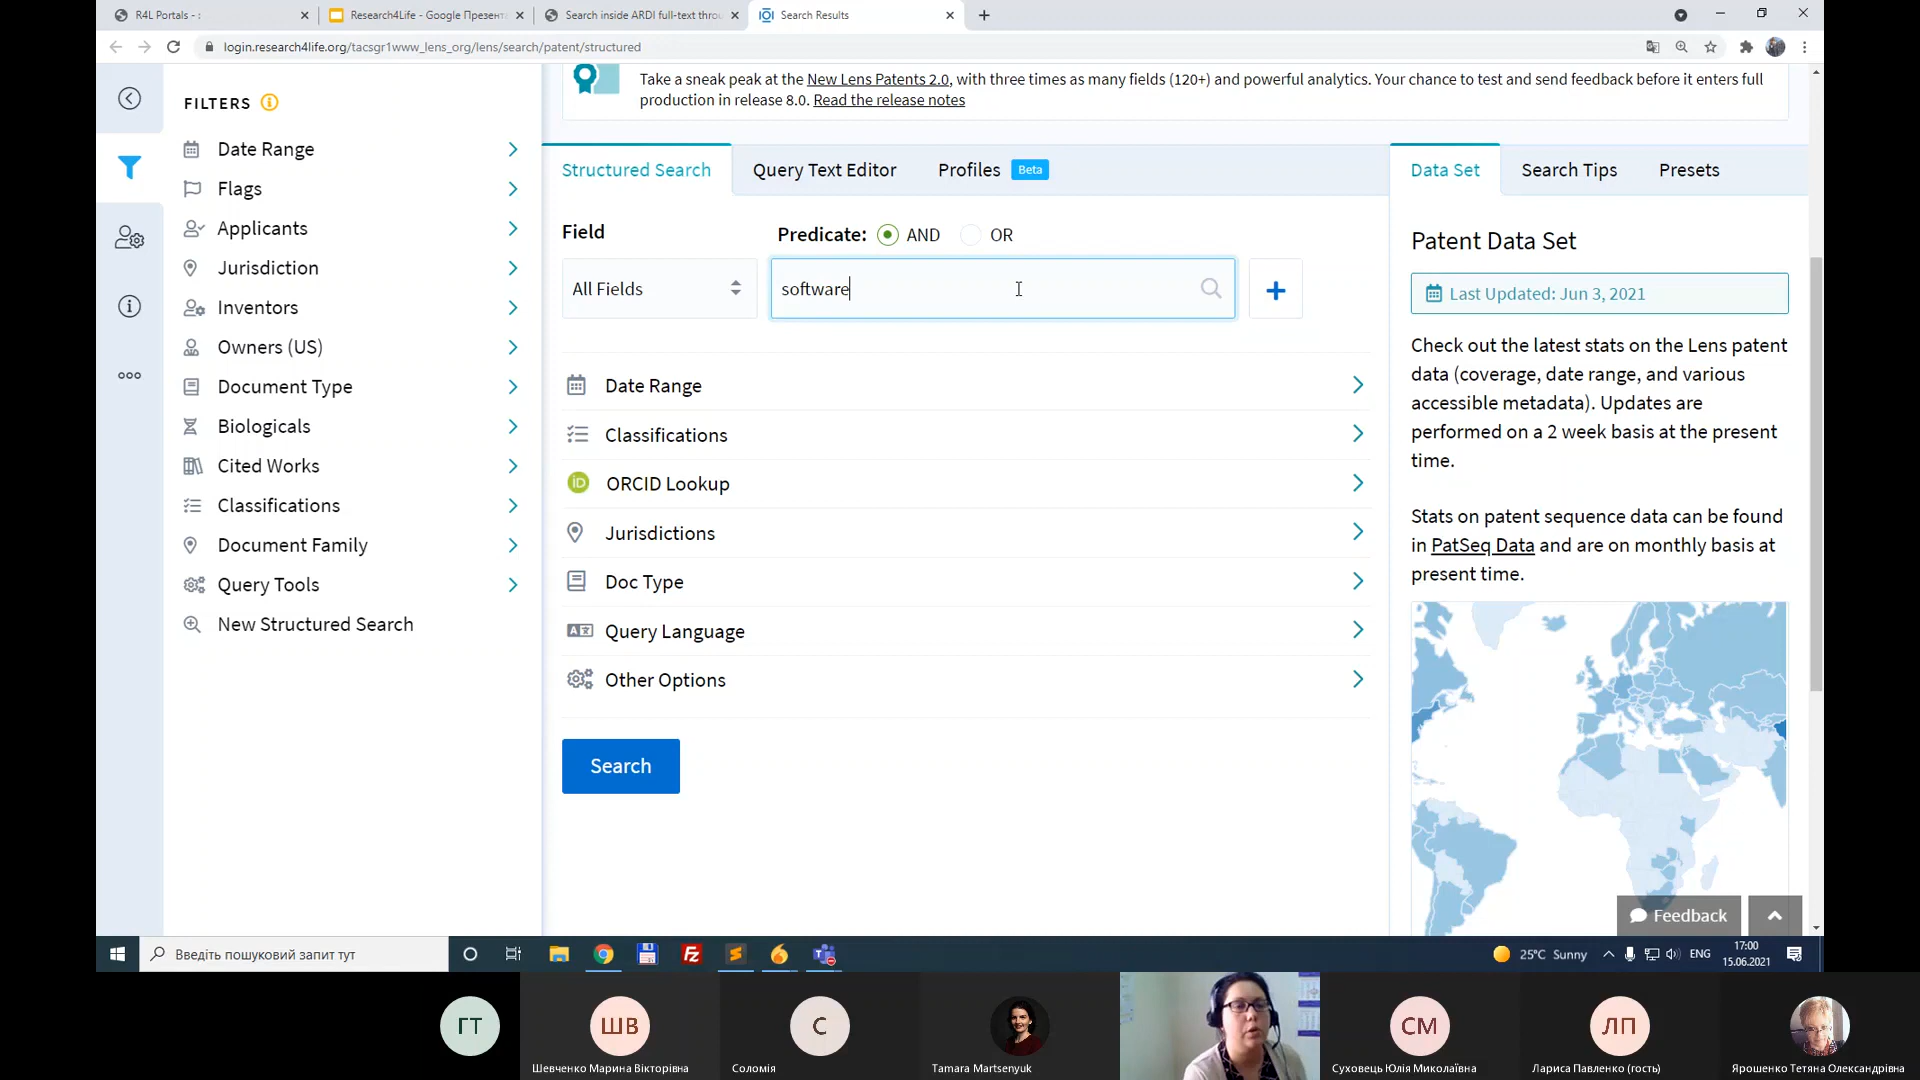 R4L Portals - :
Research4Life - Google Презент
Search inside ARDI full-text throu
Search Results
login.research4life.org/tacsgr1www_lens_org/lens/search/patent/structured
FILTERS
Date Range
Flags
Applicants
Jurisdiction
Inventors
Owners (US)
Document Type
Biologicals
Cited Works
Classifications
Document Family
Query Tools
New Structured Search
Take a sneak peak at the New Lens Patents 2.0, with three times as many fields (120+) and powerful analytics. Your chance to test and send feedback before it enters full
production in release 8.0. Read the release notes
Structured Search
Query Text Editor
Profiles
Beta
Field
Predicate:
AND
OR
All Fields
software
Date Range
Classifications
ORCID Lookup
Jurisdictions
Doc Type
Query Language
Other Options
Search
Data Set
Search Tips
Presets
Patent Data Set
Last Updated: Jun 3, 2021
Check out the latest stats on the Lens patent
data (coverage, date range, and various
accessible metadata). Updates are
performed on a 2 week basis at the present
time.
Stats on patent sequence data can be found
in PatSeq Data and are on monthly basis at
present time.
Feedback
Введіть пошуковий запит тут
25°C Sunny
ENG
17:00
15.06.2021
ГТ
ШВ
С
СМ
ЛП
Шевченко Марина Вікторівна
Соломія
Tamara Martsenyuk
Суховець Юлія Миколаївна
Лариса Павленко (гость)
Ярошенко Тетяна Олександрівна